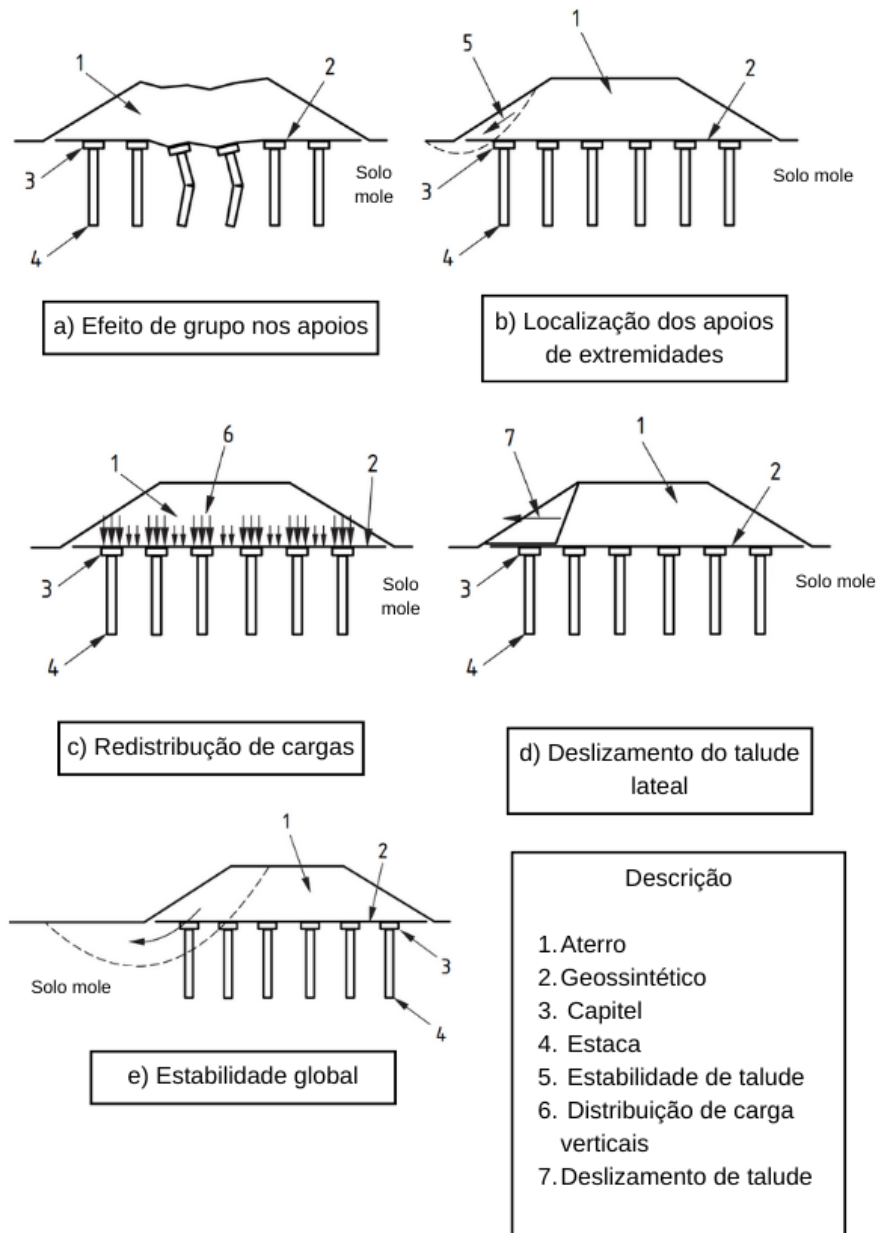 1
2
3
4
Solo
mole
a) Efeito de grupo nos apoios
5
1
2
3
4
Solo mole
b) Localização dos apoios
de extremidades
6
1
2
3
4
Solo
mole
c) Redistribução de cargas
7
1
2
3
4
Solo mole
d) Deslizamento do talude
lateal
1
2
3
4
Solo mole
e) Estabilidade global
Descrição
1. Aterro
2. Geossintético
3. Capitel
4. Estaca
5. Estabilidade de talude
6. Distribuição de carga
verticais
7. Deslizamento de talude